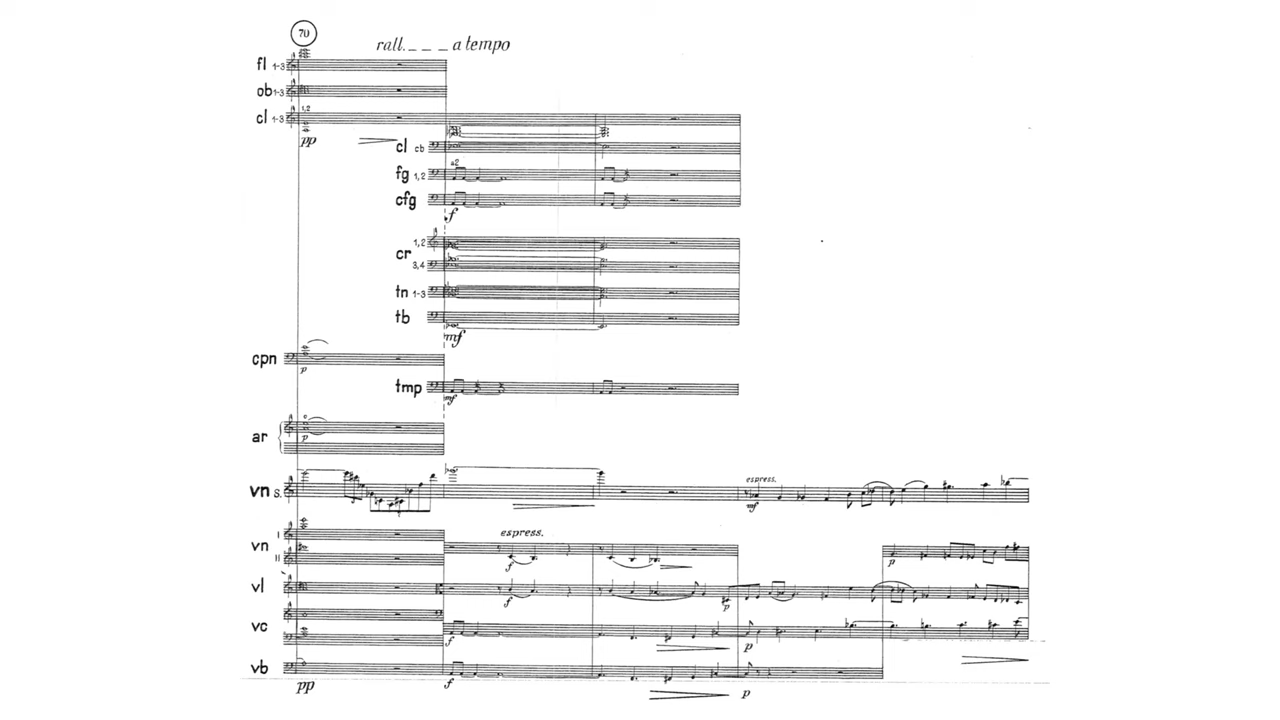 70
rall. _ _ _ a tempo
fl 1-3
ob 1-3
cl 1-3
1,2
pp
cl cb
a2
fg 1,2
cfg
f
1,2
cr
3,4
tn 1-3
tb
mf
cpn
p
tmp
mf
ar
p
vn s.
espress.
mf
I
vn
II
espress.
f
p
vl
f
p
vc
f
p
vb
pp
f
p